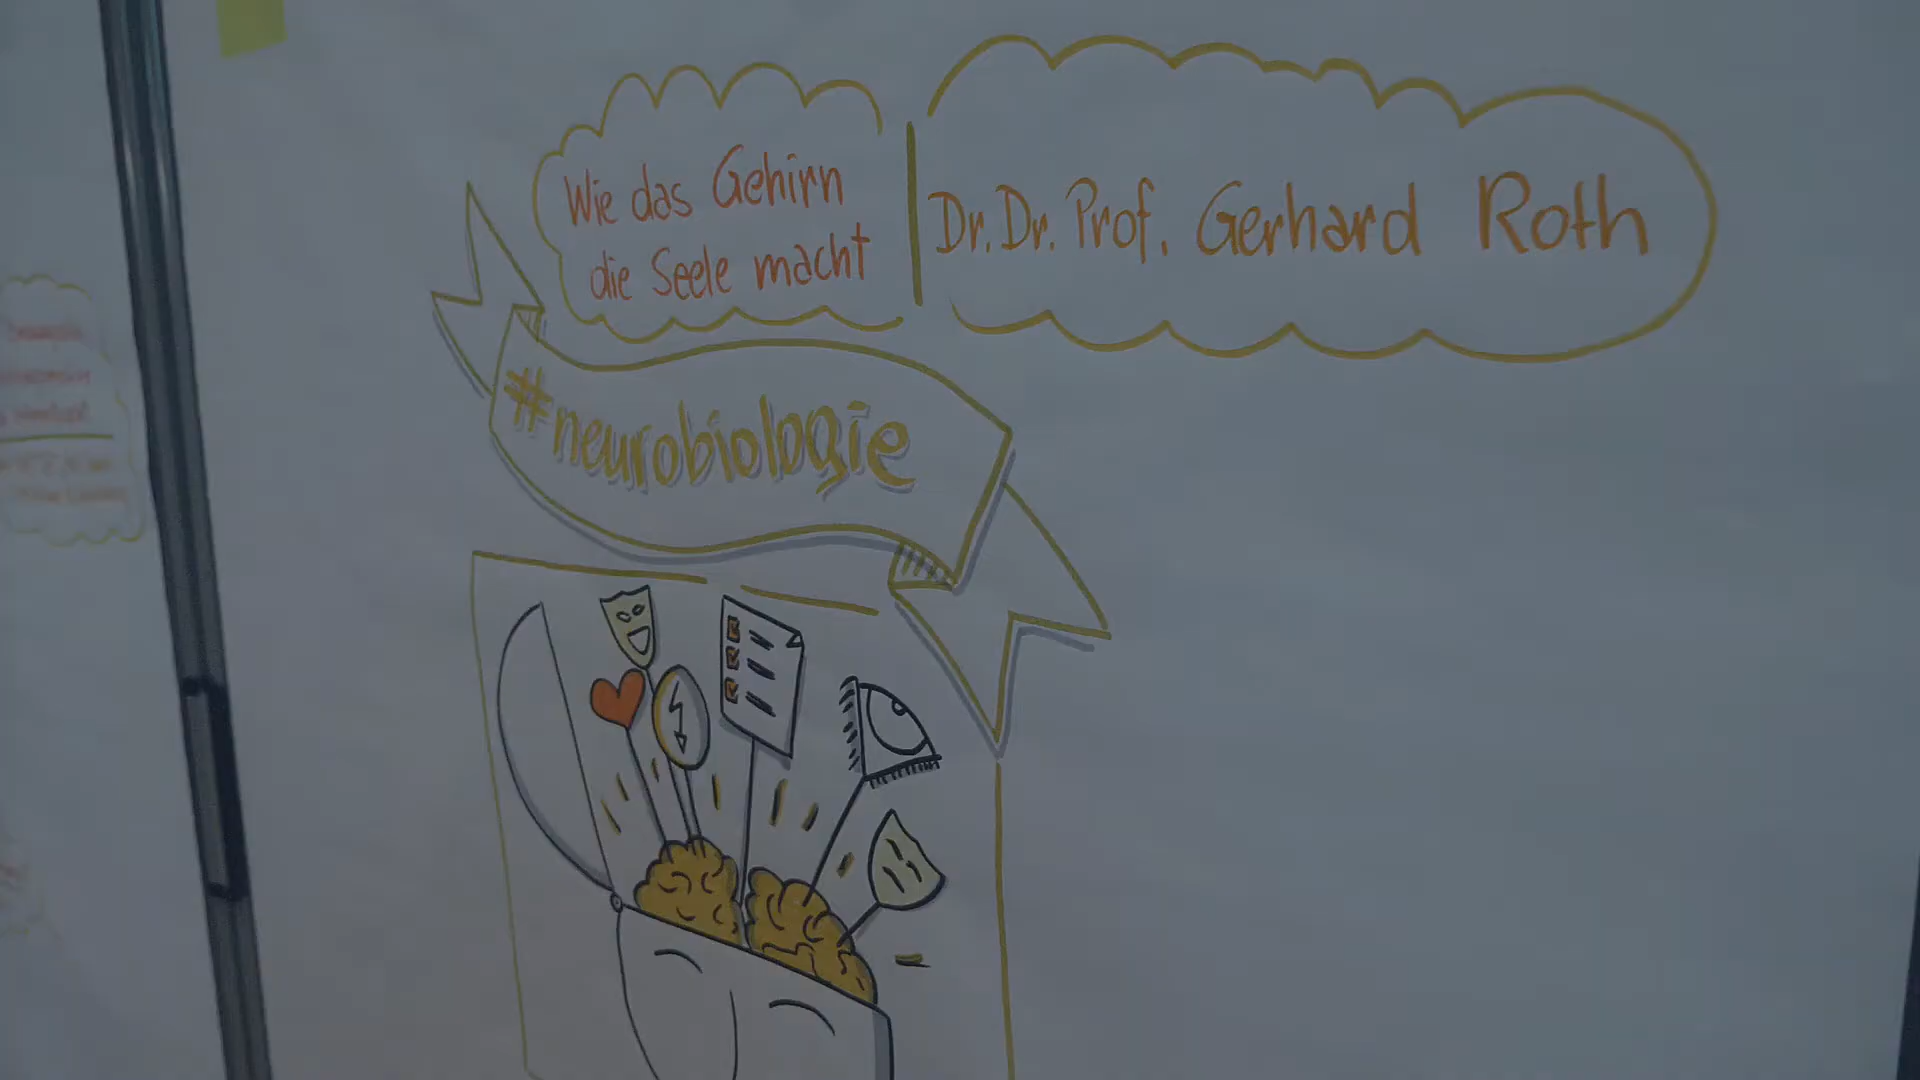 Wie das Gehirn
die Seele macht
Dr. Dr. Prof. Gerhard Roth
#neurobiologie